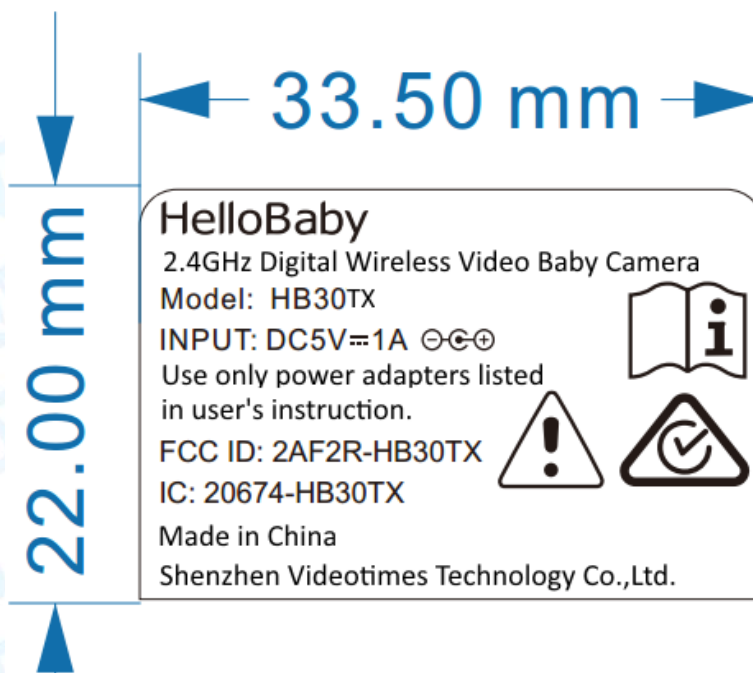 33.50 mm
22.00 mm
HelloBaby
2.4GHz Digital Wireless Video Baby Camera
Model: HB30TX
INPUT: DC5V⎓1A
Use only power adapters listed
in user's instruction.
FCC ID: 2AF2R-HB30TX
IC: 20674-HB30TX
Made in China
Shenzhen Videotimes Technology Co.,Ltd.